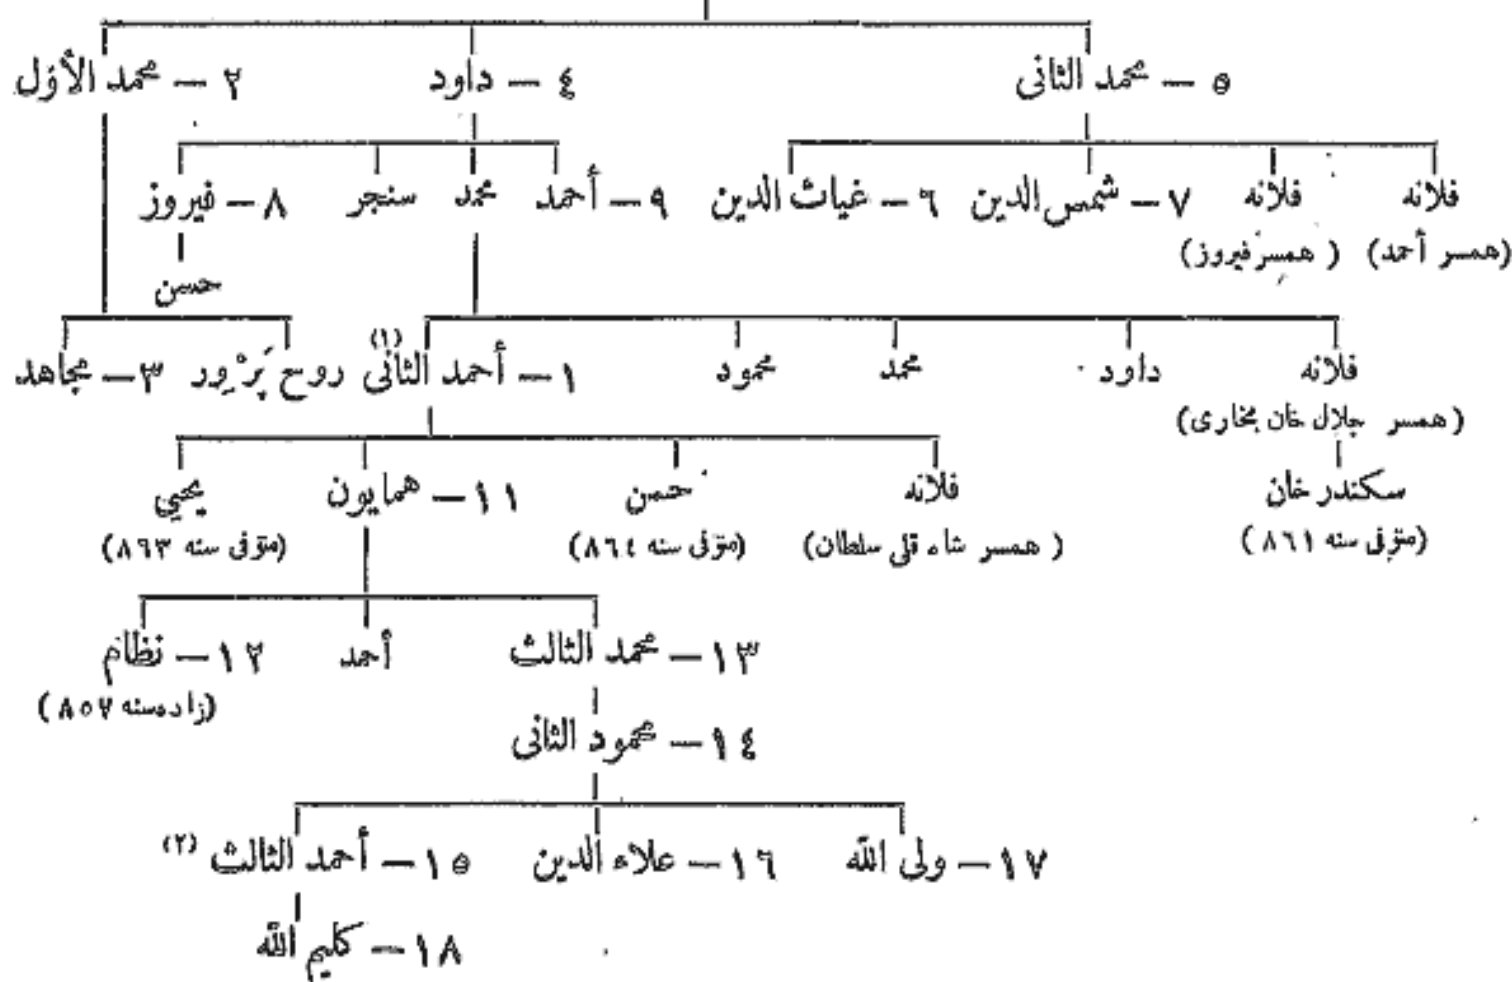 ٥ – محمد الثانى ٤ – داود ٢ – محمد الأوّل
فلانه فلانه ٧ – شمس الدين ٦ – غياث الدين ٩ – أحمد محمد سنجر ٨ – فيروز
(همسر أحمد) (همسر فيروز)
حسن
فلانه داود محمد محمود ١ – أحمد الثانى (١) روح پَرْوِر ٣ – مجاهد
(همسر جلال خان بخارى)
سكندر خان فلانه حسن ١١ – همايون يحيي
(متوفى سنه ٨٦١) (همسر شاه قلى سلطان) (متوفى سنه ٨٦٤) (متوفى سنه ٨٦٣)
١٣ – محمد الثالث أحمد ١٢ – نظام
(زاده سنه ٨٥٧)
١٤ – محمود الثانى
١٧ – ولى الله ١٦ – علاء الدين ١٥ – أحمد الثالث (٢)
١٨ – كليم الله